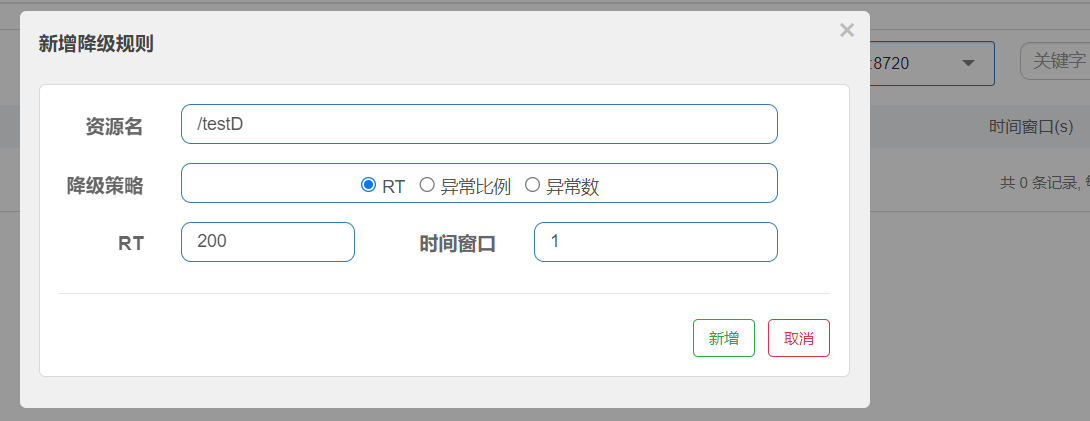 新增降级规则
×
:8720
关键字
资源名
/testD
时间窗口(s)
降级策略
RT 异常比例 异常数
共 0 条记录,
RT
200
时间窗口
1
新增
取消